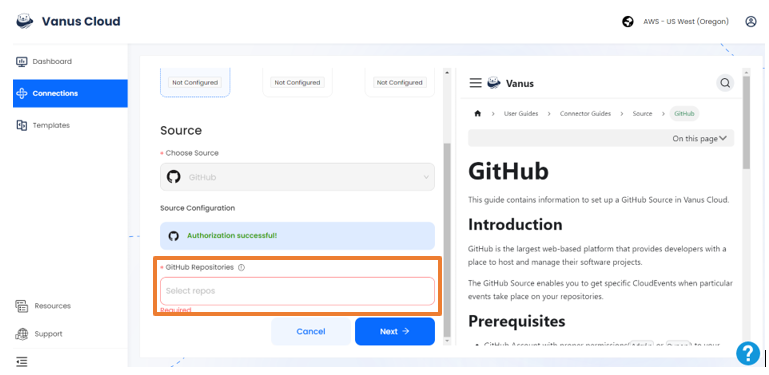 Vanus Cloud
AWS - US West (Oregon)
Dashboard
Connections
Templates
Resources
Support
Not Configured
Not Configured
Not Configured
Source
* Choose Source
GitHub
Source Configuration
Authorization successful!
* GitHub Repositories
Select repos
Required
Cancel
Next →
Vanus
User Guides > Connector Guides > Source > GitHub
On this page
GitHub
This guide contains information to set up a GitHub Source in Vanus Cloud.
Introduction
GitHub is the largest web-based platform that provides developers with a
place to host and manage their software projects.
The GitHub Source enables you to get specific CloudEvents when particular
events take place on your repositories.
Prerequisites
• GitHub Account with proper permissions( or ) to your
?